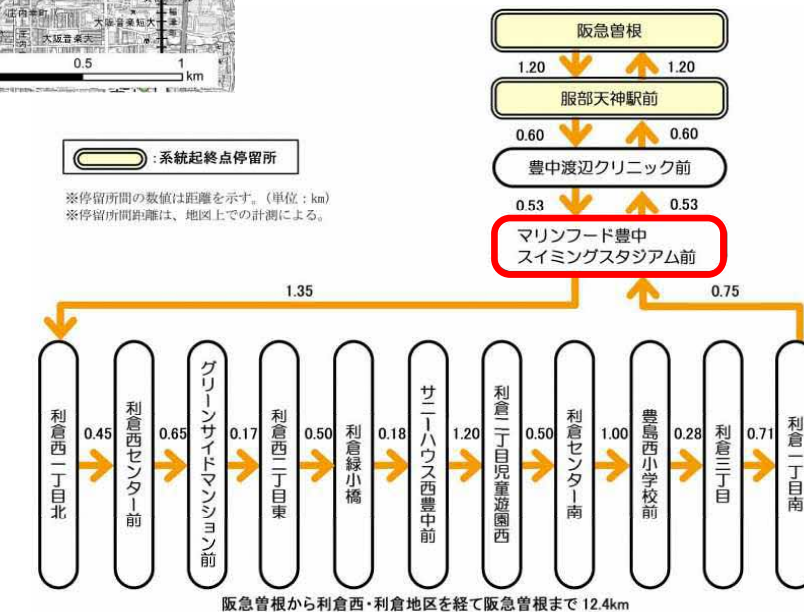 大阪音楽短大
大阪音楽大
0.5
1
km
:系統起終点停留所
※停留所間の数値は距離を示す。(単位：km)
※停留所間距離は、地図上での計測による。
阪急曽根
1.20
1.20
服部天神駅前
0.60
0.60
豊中渡辺クリニック前
0.53
0.53
マリンフード豊中
スイミングスタジアム前
1.35
0.75
利倉西一丁目北
0.45
利倉西センター前
0.65
グリーンサイドマンション前
0.17
利倉西二丁目東
0.50
利倉緑小橋
0.18
サニーハウス西豊中前
1.20
利倉二丁目児童遊園西
0.50
利倉センター南
1.00
豊島西小学校前
0.28
利倉三丁目
0.71
利倉一丁目南
阪急曽根から利倉西・利倉地区を経て阪急曽根まで 12.4km